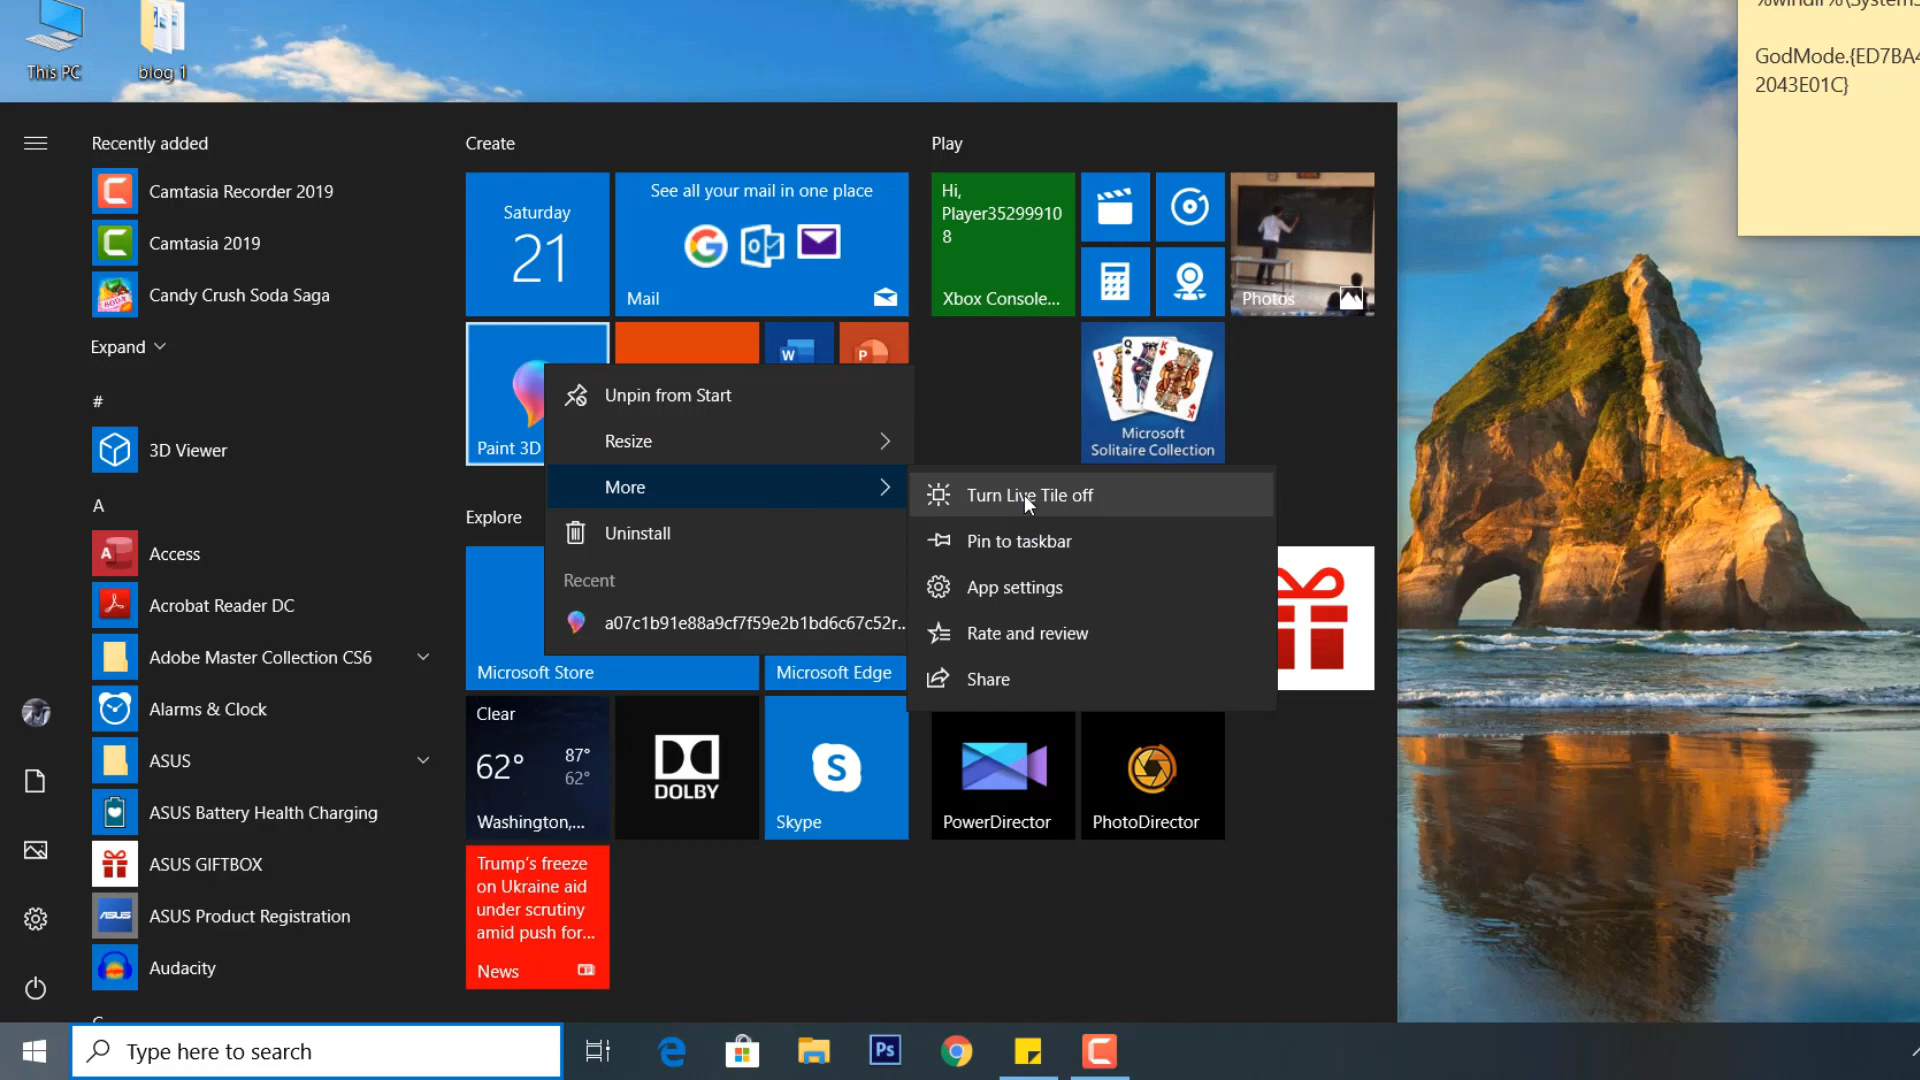 This PC
blog 1
GodMode.{ED7BA4
2043E01C}
Recently added
Camtasia Recorder 2019
Camtasia 2019
Candy Crush Soda Saga
Expand
#
3D Viewer
A
Access
Acrobat Reader DC
Adobe Master Collection CS6
Alarms & Clock
ASUS
ASUS Battery Health Charging
ASUS GIFTBOX
ASUS Product Registration
Audacity
Create
Saturday
21
See all your mail in one place
Mail
Paint 3D
Unpin from Start
Resize
More
Uninstall
Recent
a07c1b91e88a9cf7f59e2b1bd6c67c52r...
Turn Live Tile off
Pin to taskbar
App settings
Rate and review
Share
Explore
Microsoft Store
Microsoft Edge
Clear
62°
87°
62°
Washington,...
DOLBY
Skype
Trump's freeze
on Ukraine aid
under scrutiny
amid push for...
News
Play
Hi,
Player35299910
8
Xbox Console...
Photos
Microsoft
Solitaire Collection
PowerDirector
PhotoDirector
Type here to search
Ps